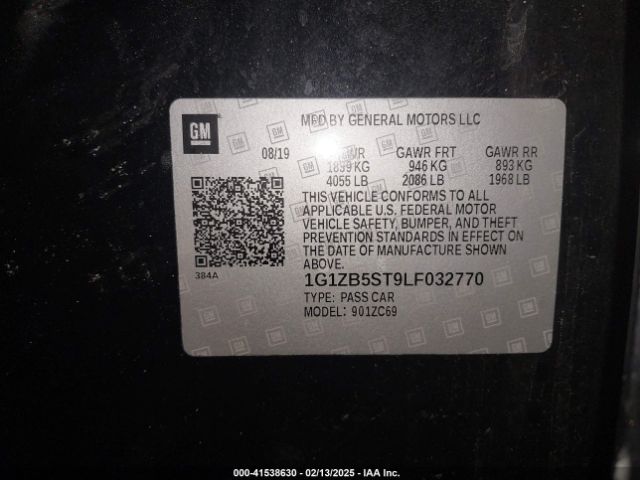 GM
MFD BY GENERAL MOTORS LLC
08/19 GAWR FRT GAWR RR
1839 KG 946 KG 893 KG
4055 LB 2086 LB 1968 LB
THIS VEHICLE CONFORMS TO ALL
APPLICABLE U.S. FEDERAL MOTOR
VEHICLE SAFETY, BUMPER, AND THEFT
PREVENTION STANDARDS IN EFFECT ON
THE DATE OF MANUFACTURE SHOWN
ABOVE.
384A
1G1ZB5ST9LF032770
TYPE: PASS CAR
MODEL: 901ZC69
000-41538630 - 02/13/2025 - IAA Inc.